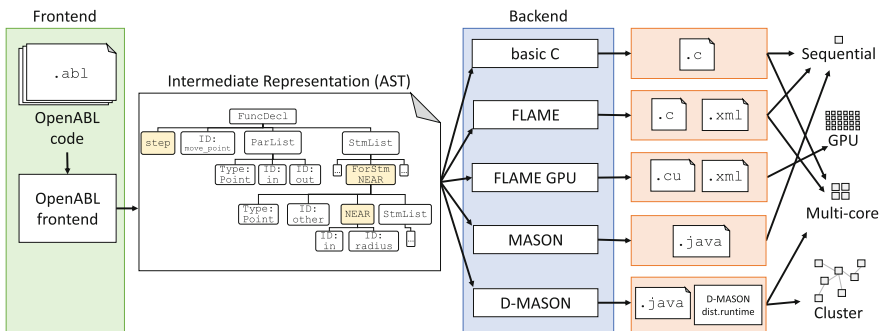 Frontend
.abl
OpenABL
code
OpenABL
frontend
Intermediate Representation (AST)
FuncDecl
step
ID:
move_point
ParList
StmList
Type:
Point
ID:
in
ID:
out
...
ForStm
NEAR
...
Type:
Point
ID:
other
NEAR
StmList
ID:
in
ID:
radius
...
Backend
basic C
FLAME
FLAME GPU
MASON
D-MASON
.c
.c
.xml
.cu
.xml
.java
.java
D-MASON
dist.runtime
Sequential
GPU
Multi-core
Cluster